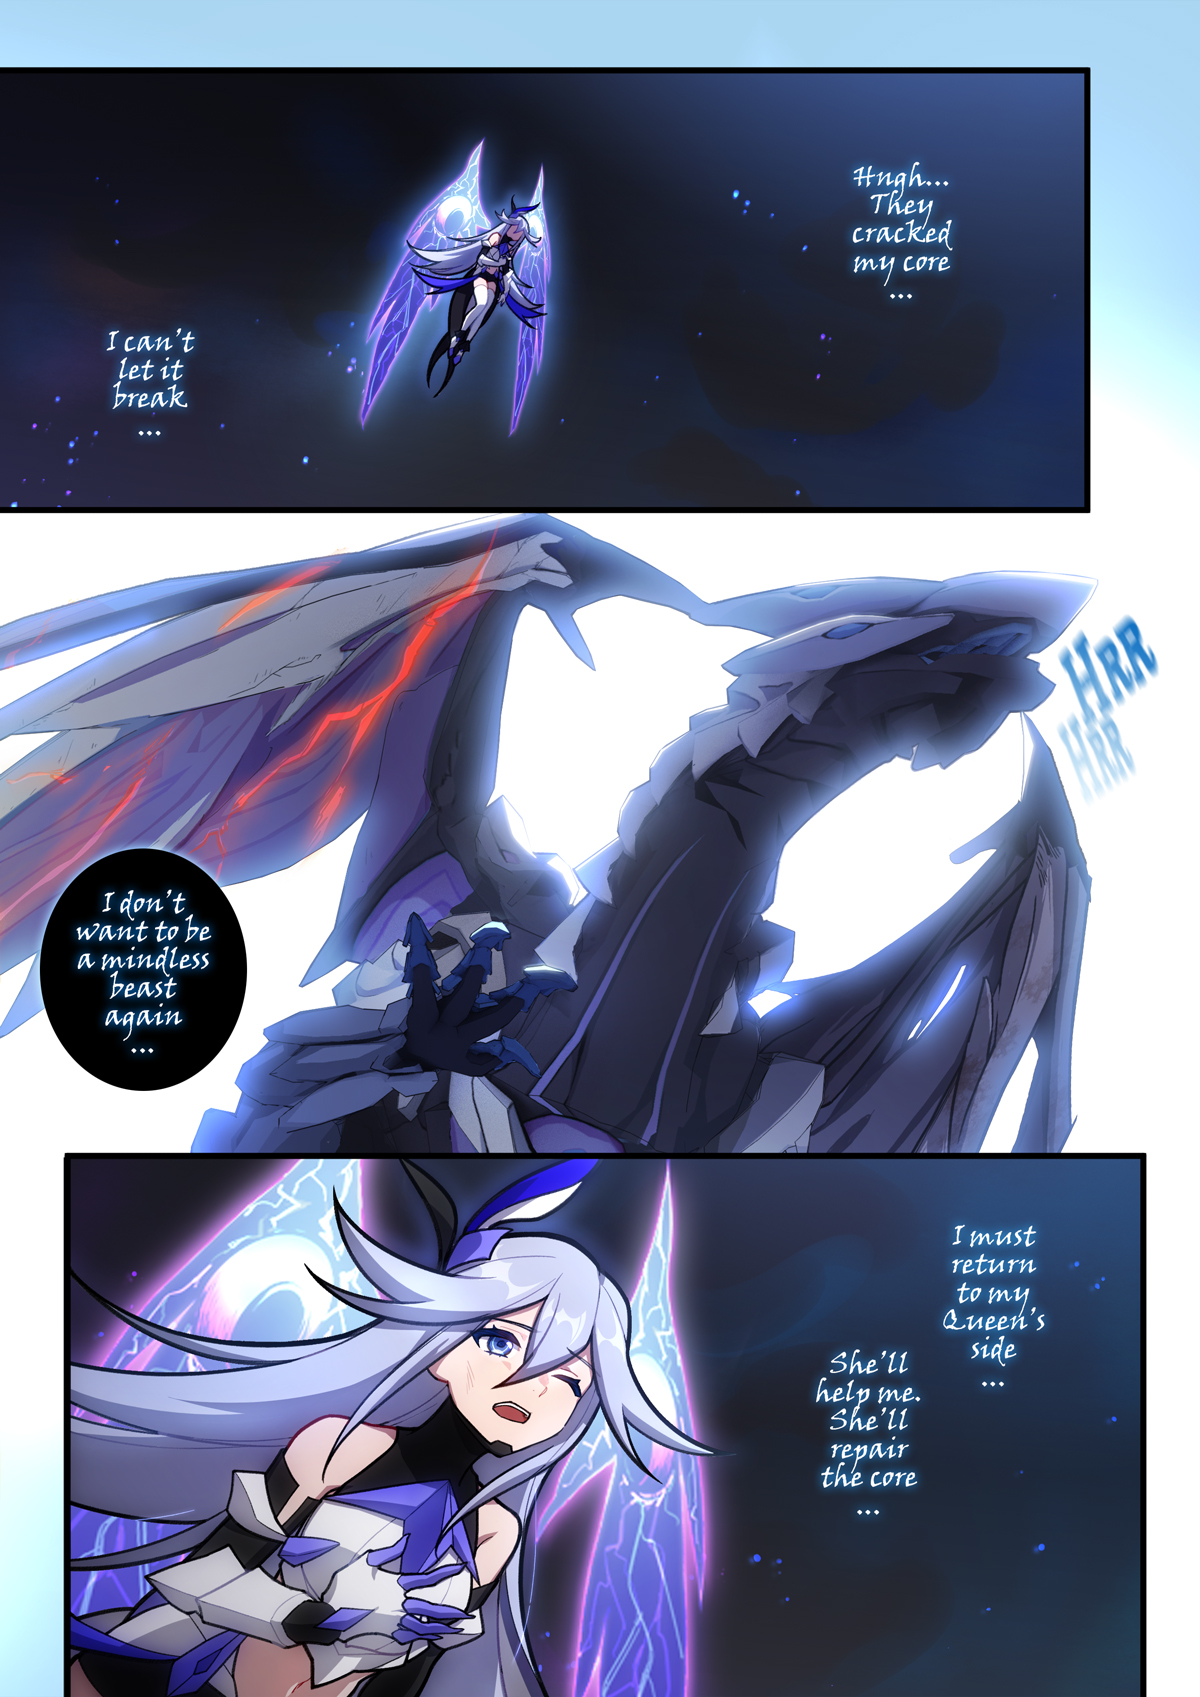 Hngh...
They
cracked
my core
...
I can't
let it
break
...
HRR
HRR
I don't
want to be
a mindless
beast
again
...
I must
return
to my
Queen's
side
...
She'll
help me.
She'll
repair
the core
...